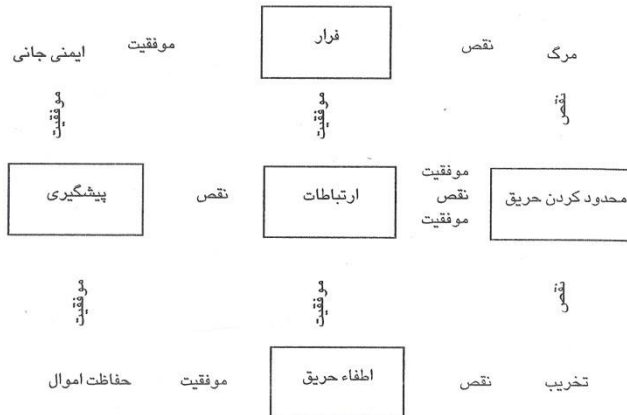 فرار
ایمنی جانی
موفقیت
نقص
مرگ
موفقیت
موفقیت
نقص
پیشگیری
نقص
ارتباطات
موفقیت
نقص
موفقیت
محدود کردن حریق
موفقیت
موفقیت
نقص
اطفاء حریق
حفاظت اموال
موفقیت
نقص
تخریب